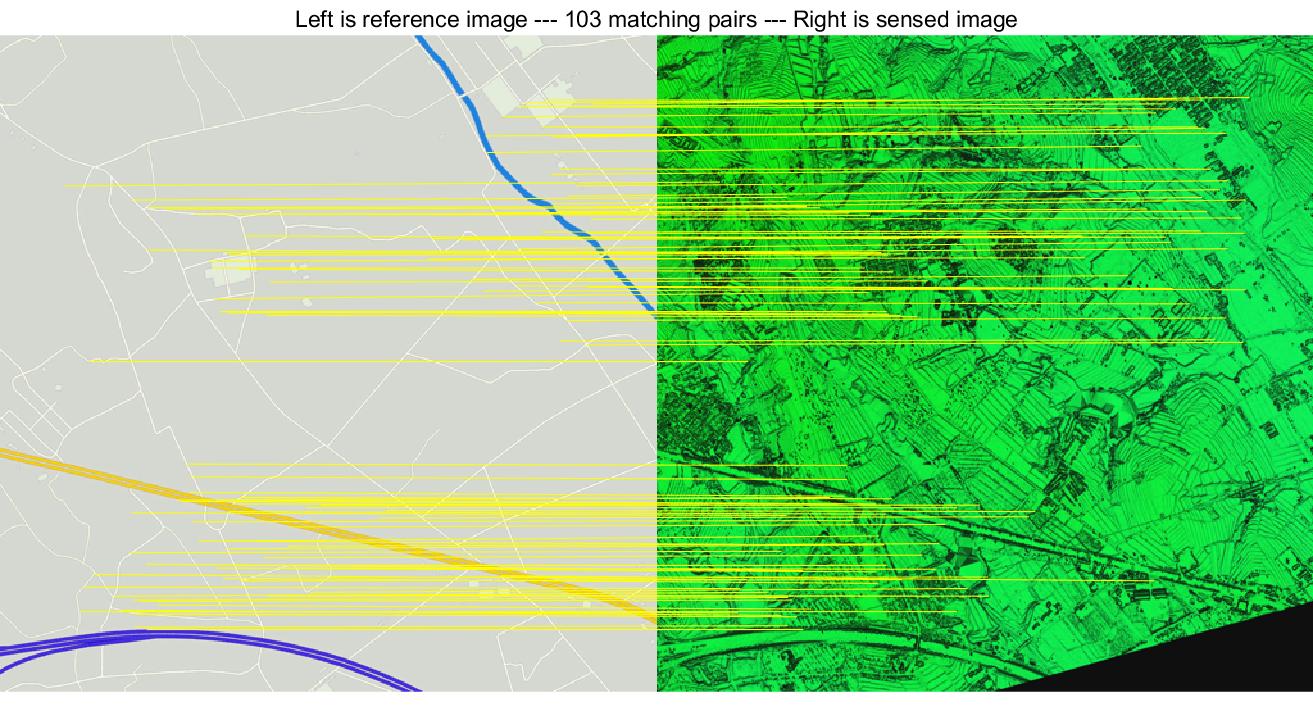 Left is reference image --- 103 matching pairs --- Right is sensed image